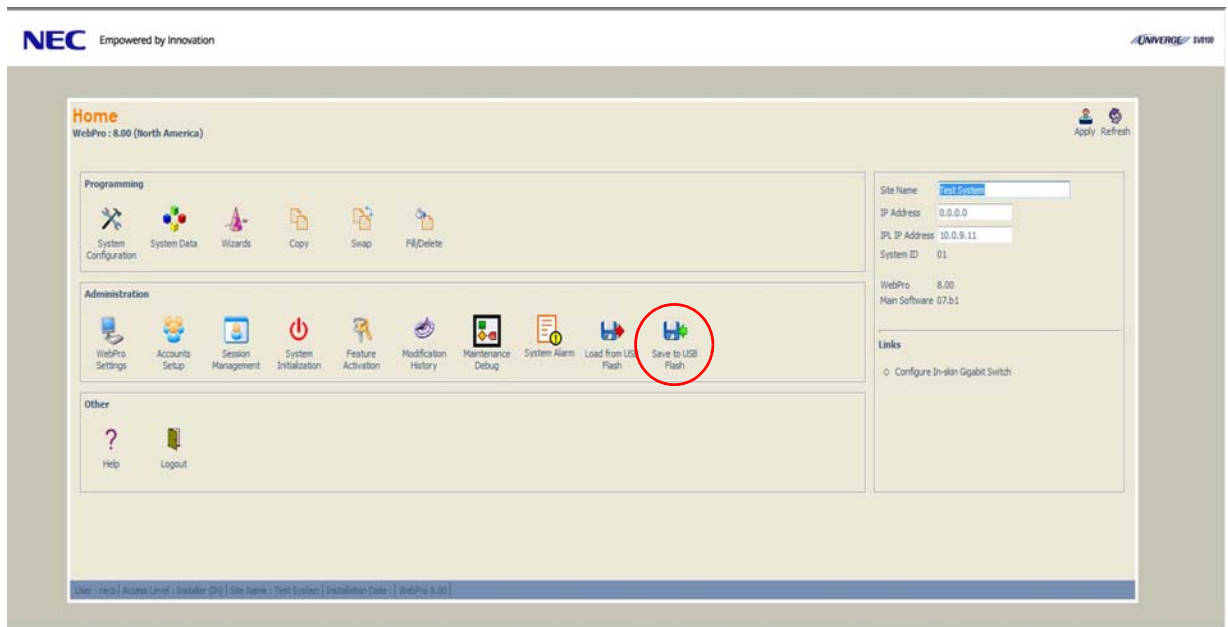 NEC Empowered by Innovation
UNIVERGE SV8100
Home
WebPro : 8.00 (North America)
Apply Refresh
Programming
System Configuration
System Data
Wizards
Copy
Swap
Fill/Delete
Administration
WebPro Settings
Accounts Setup
Session Management
System Initialization
Feature Activation
Modification History
Maintenance Debug
System Alarm
Load from USB Flash
Save to USB Flash
Other
Help
Logout
Site Name Test System
IP Address 0.0.0.0
IPL IP Address 10.0.9.11
System ID 01
WebPro 8.00
Main Software 07.b1
Links
Configure In-skin Gigabit Switch
User : necii | Access Level : Installer (IN) | Site Name : Test System | Installation Date : | WebPro 8.00 |